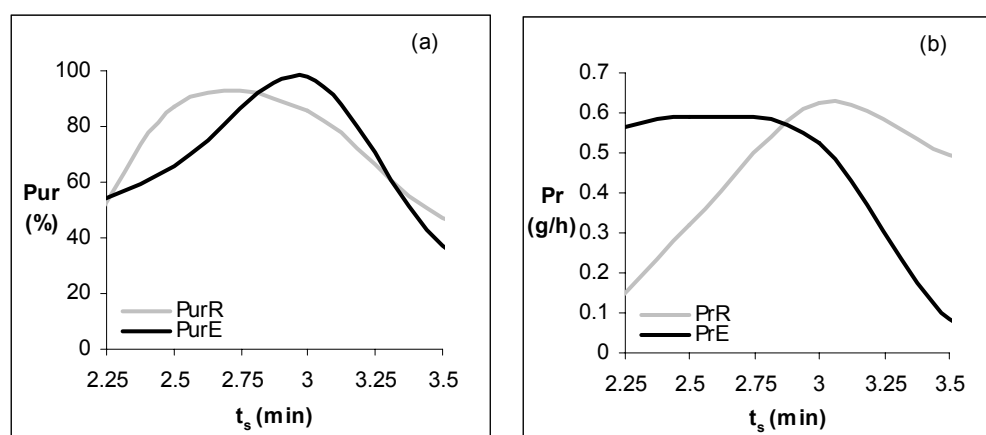 (a)
100
80
60
40
20
0
Pur
(%)
PurR
PurE
2.25 2.5 2.75 3 3.25 3.5
ts (min)
(b)
0.7
0.6
0.5
0.4
0.3
0.2
0.1
0
Pr
(g/h)
PrR
PrE
2.25 2.5 2.75 3 3.25 3.5
ts (min)